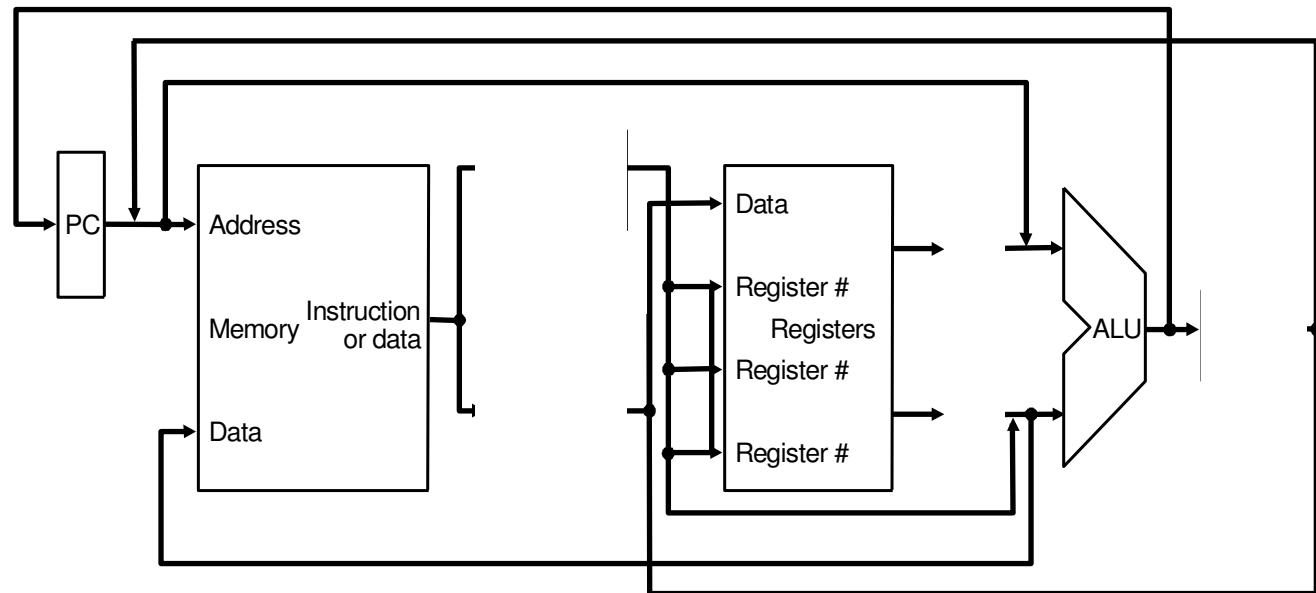 PC
Address
Memory
Instruction
or data
Data
Data
Register #
Registers
Register #
Register #
ALU